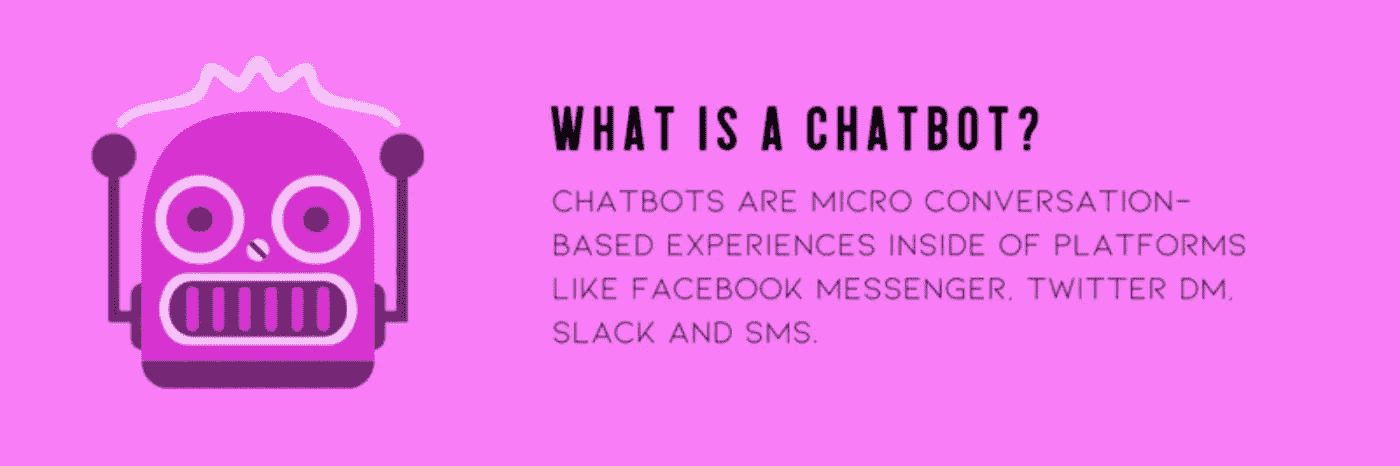 WHAT IS A CHATBOT?
CHATBOTS ARE MICRO CONVERSATION-
BASED EXPERIENCES INSIDE OF PLATFORMS
LIKE FACEBOOK MESSENGER, TWITTER DM,
SLACK AND SMS.